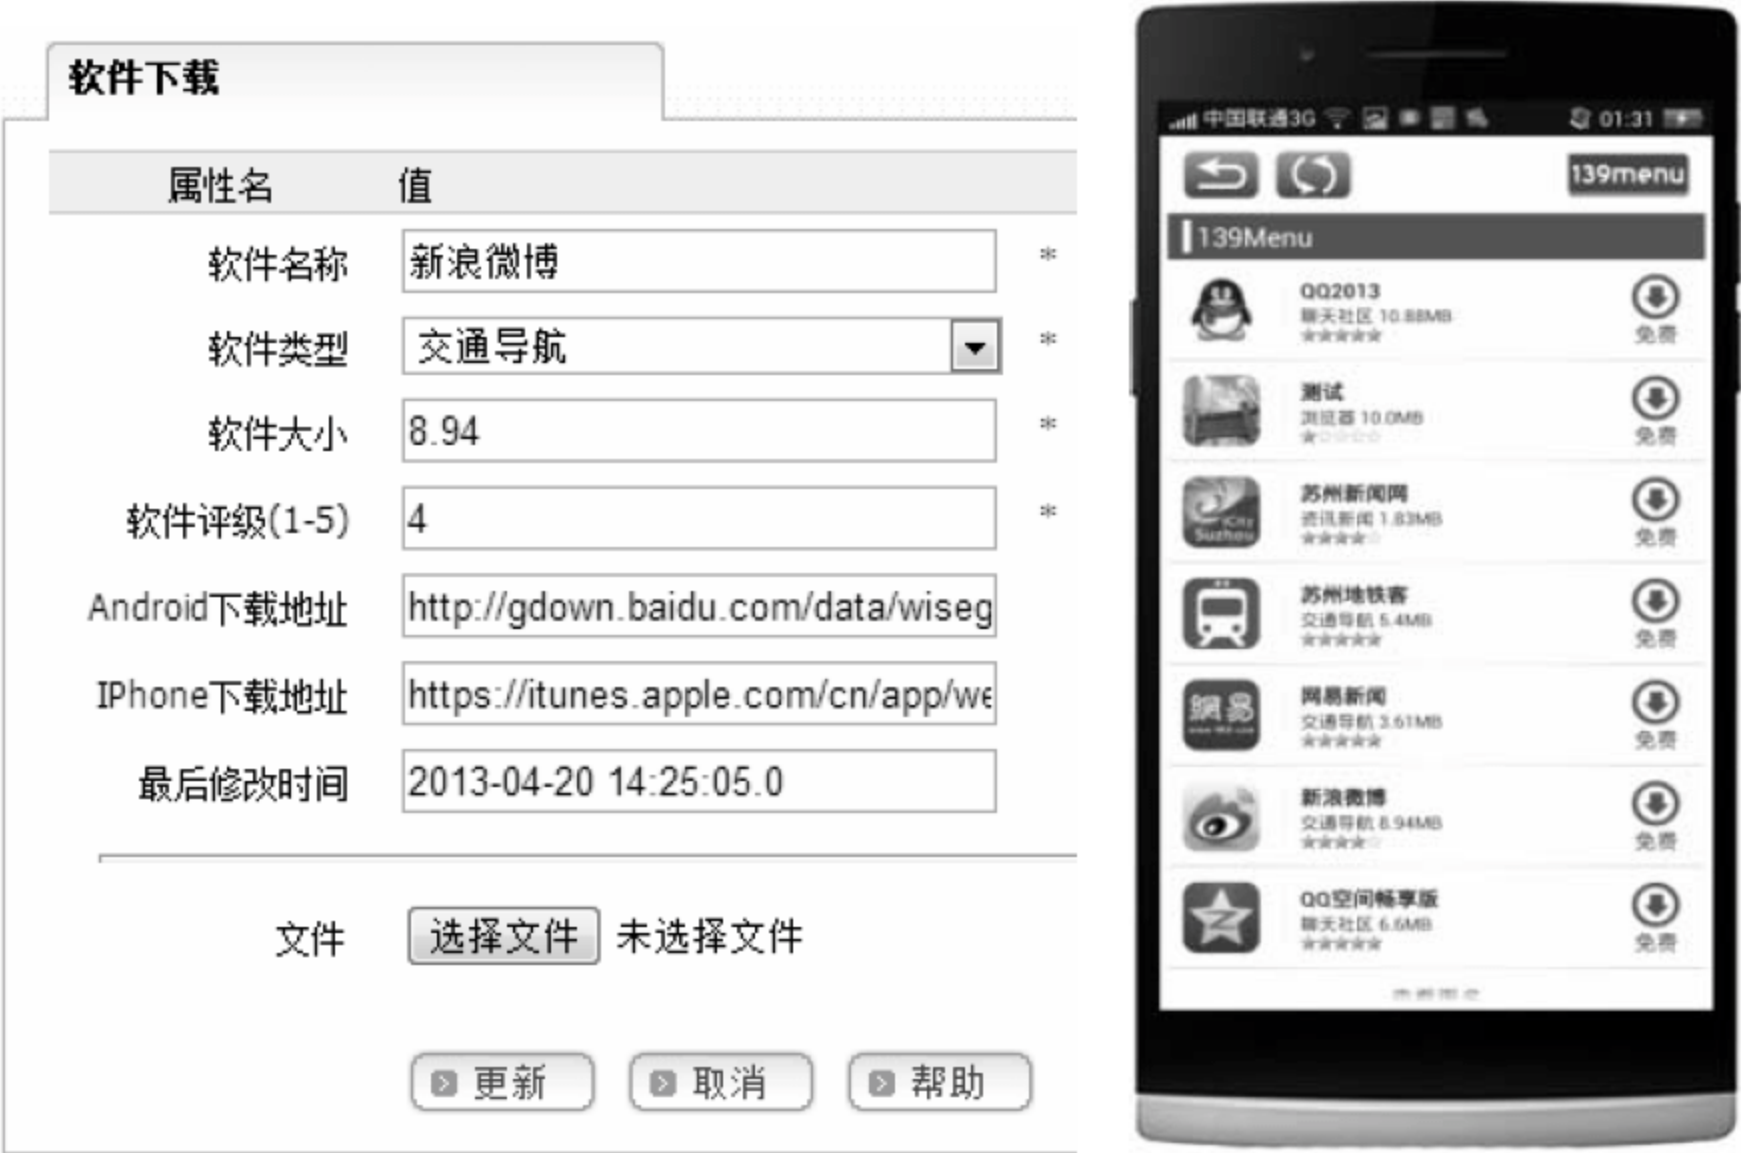 软件下载
属性名 值
软件名称 新浪微博 *
软件类型 交通导航 *
软件大小 8.94 *
软件评级(1-5) 4 *
Android下载地址 http://gdown.baidu.com/data/wiseg
IPhone下载地址 https://itunes.apple.com/cn/app/we
最后修改时间 2013-04-20 14:25:05.0
文件 选择文件 未选择文件
更新 取消 帮助
中国联通3G 01:31
139menu
139Menu
QQ2013
聊天社区 10.88MB
免费
测试
浏览器 10.0MB
免费
苏州新闻网
资讯新闻 1.83MB
iCity
Suzhou
免费
苏州地铁客
交通导航 5.4MB
免费
網易
网易新闻
交通导航 3.61MB
免费
新浪微博
交通导航 8.94MB
免费
QQ空间畅享版
聊天社区 6.6MB
免费